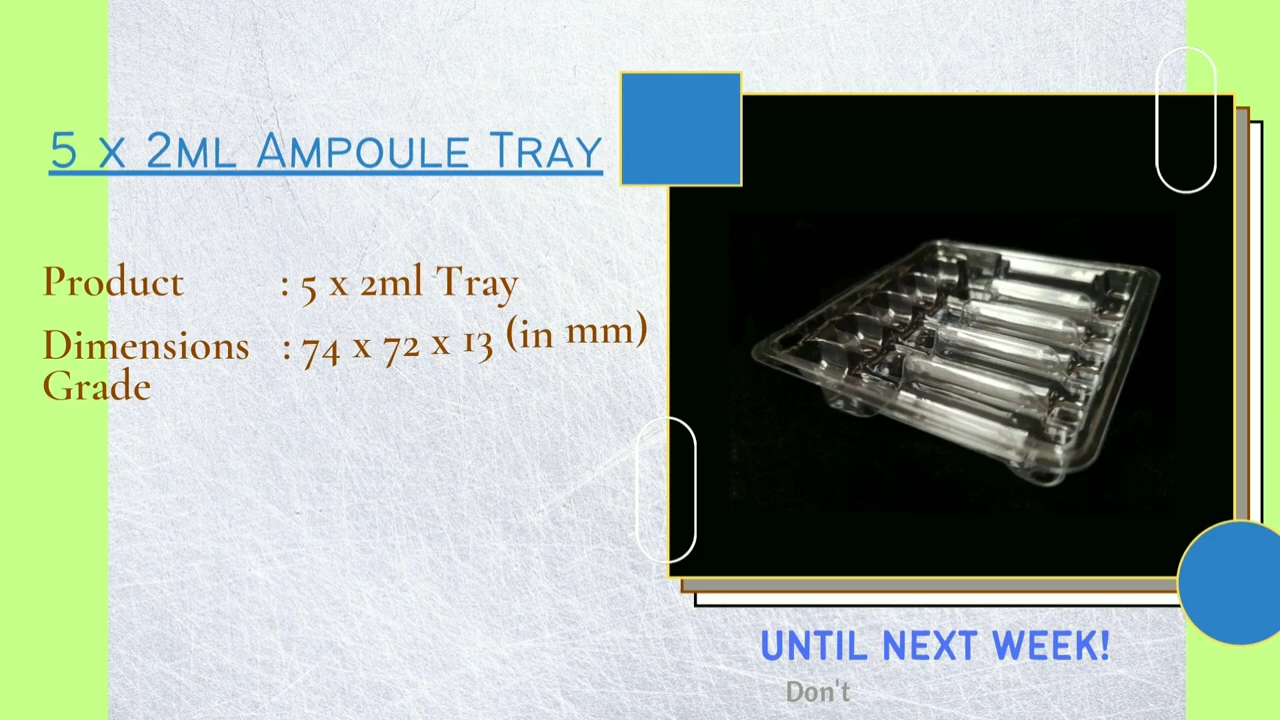 5 x 2ml Ampoule Tray
Product : 5 x 2ml Tray
Dimensions : 74 x 72 x 13 (in mm)
Grade
UNTIL NEXT WEEK!
Don't